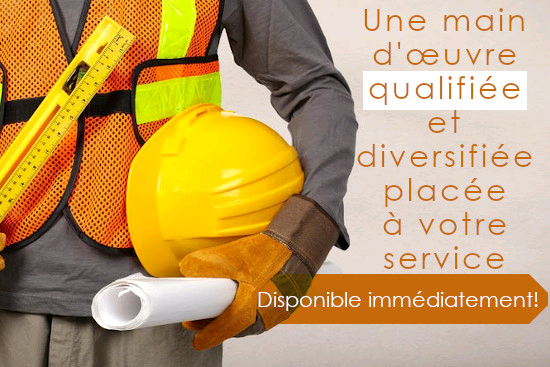 Une main
d'œuvre
qualifiée
et
diversifiée
placée
à votre
service
Disponible immédiatement!